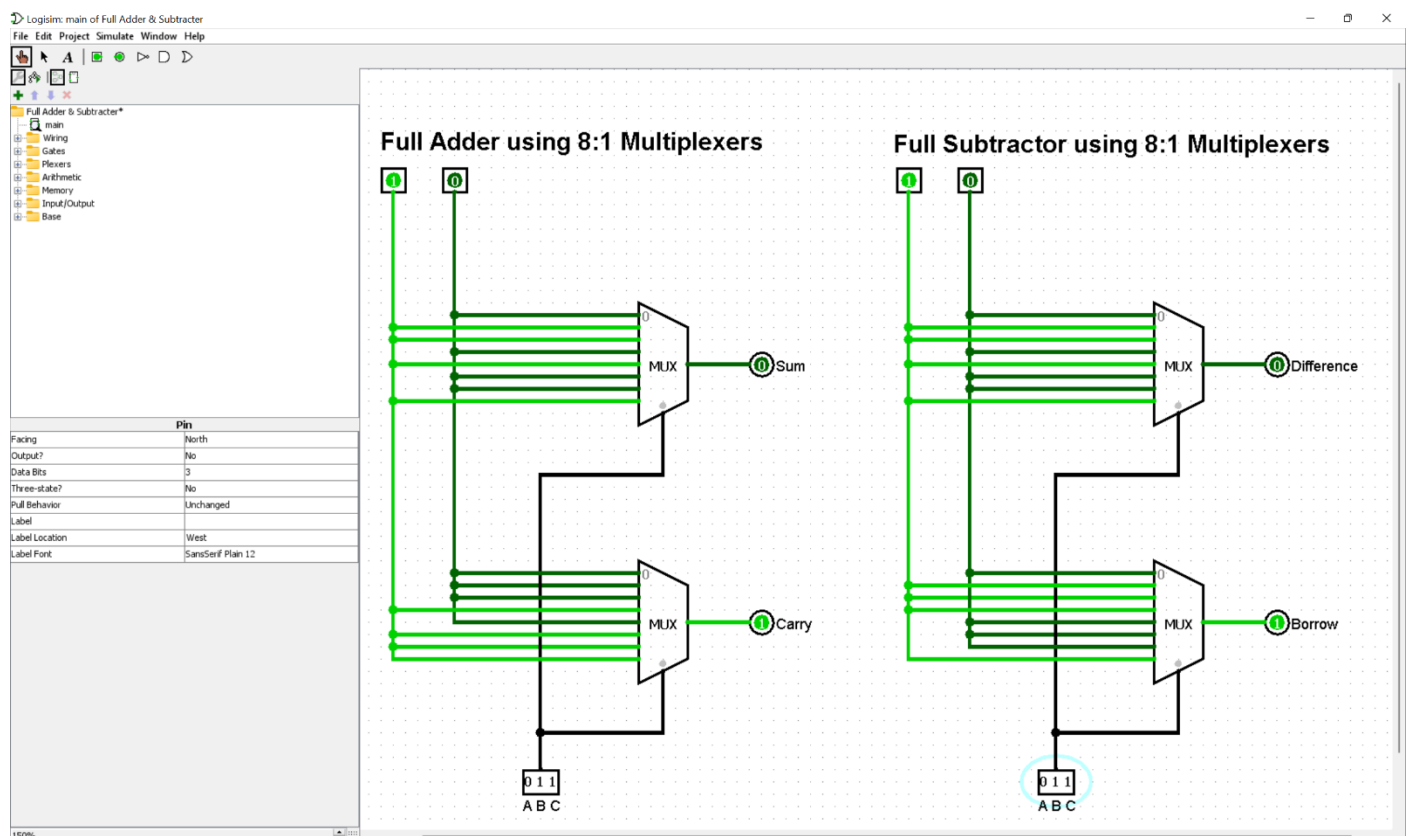 Logisim: main of Full Adder & Subtracter
File Edit Project Simulate Window Help
A
Full Adder & Subtracter*
main
Wiring
Gates
Plexers
Arithmetic
Memory
Input/Output
Base
Pin
Facing North
Output? No
Data Bits 3
Three-state? No
Pull Behavior Unchanged
Label
Label Location West
Label Font SansSerif Plain 12
150%
Full Adder using 8:1 Multiplexers
1 0
0
MUX
0 Sum
0
MUX
1 Carry
0 1 1
A B C
Full Subtractor using 8:1 Multiplexers
1 0
0
MUX
0 Difference
0
MUX
1 Borrow
0 1 1
A B C